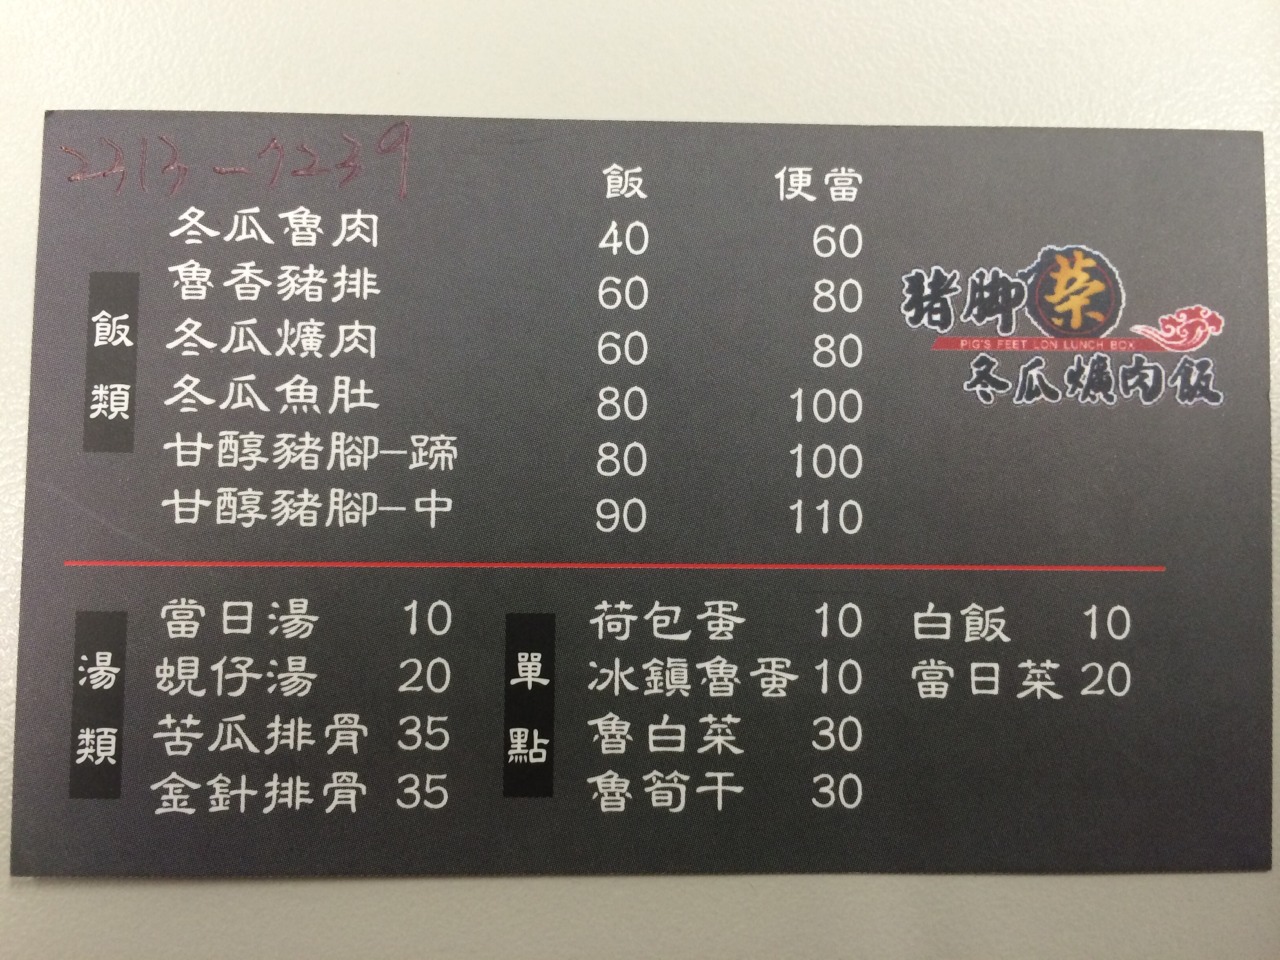 2313-7239
飯 便當
冬瓜魯肉 40 60
魯香豬排 60 80
冬瓜爌肉 60 80
冬瓜魚肚 80 100
甘醇豬腳-蹄 80 100
甘醇豬腳-中 90 110
飯類
猪脚榮
PIG'S FEET LON LUNCH BOX
冬瓜爌肉飯
湯類
當日湯 10
蜆仔湯 20
苦瓜排骨 35
金針排骨 35
單點
荷包蛋 10
冰鎮魯蛋 10
魯白菜 30
魯筍干 30
白飯 10
當日菜 20